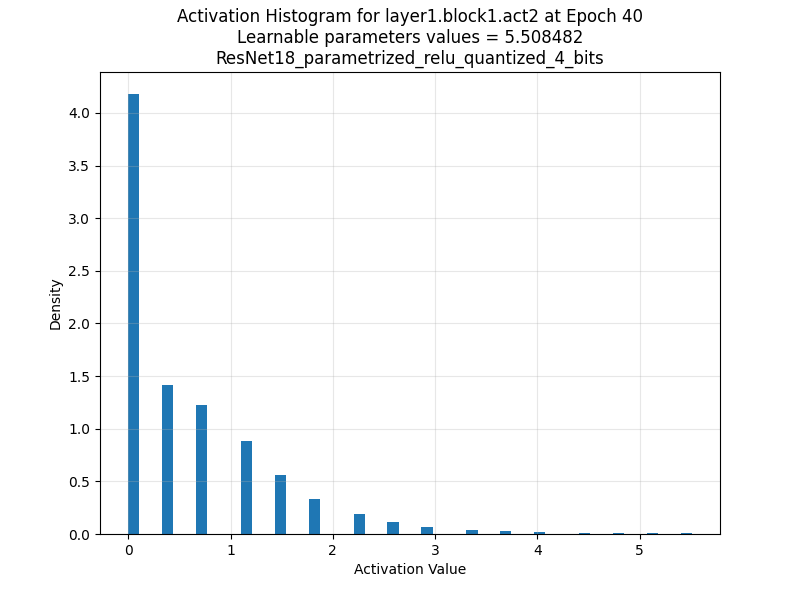 Activation Histogram for layer1.block1.act2 at Epoch 40
Learnable parameters values = 5.508482
ResNet18_parametrized_relu_quantized_4_bits
4.0
3.5
3.0
2.5
2.0
1.5
1.0
0.5
0.0
Density
0 1 2 3 4 5
Activation Value